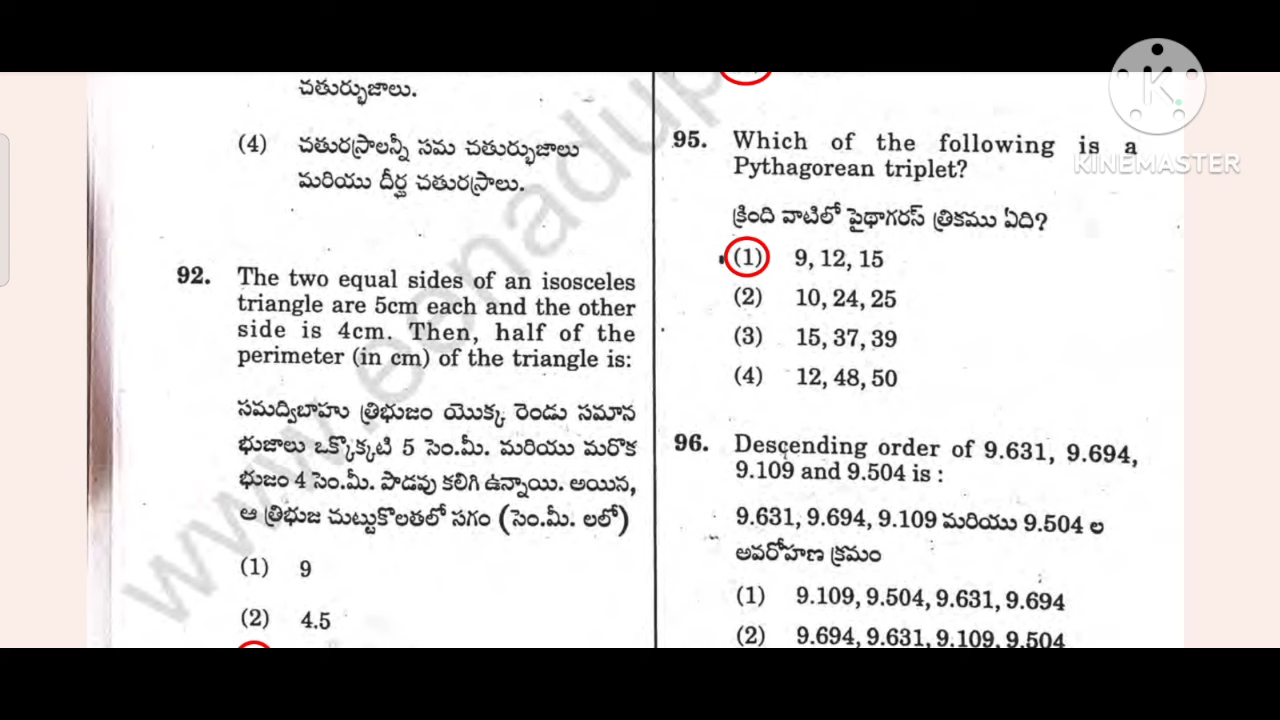 చతుర్భుజాలు.
(4) చతురస్రాలన్నీ సమ చతుర్భుజాలు
మరియు దీర్ఘ చతురస్రాలు.
92. The two equal sides of an isosceles
triangle are 5cm each and the other
side is 4cm. Then, half of the
perimeter (in cm) of the triangle is:
సమద్విబాహు త్రిభుజం యొక్క రెండు సమాన
భుజాలు ఒక్కొక్కటి 5 సెం.మీ. మరియు మరొక
భుజం 4 సెం.మీ. పొడవు కలిగి ఉన్నాయి. అయిన,
ఆ త్రిభుజ చుట్టుకొలతలో సగం (సెం.మీ. లలో)
(1) 9
(2) 4.5
95. Which of the following is a
Pythagorean triplet?
క్రింది వాటిలో పైథాగరస్ త్రికము ఏది?
(1) 9, 12, 15
(2) 10, 24, 25
(3) 15, 37, 39
(4) 12, 48, 50
96. Descending order of 9.631, 9.694,
9.109 and 9.504 is :
9.631, 9.694, 9.109 మరియు 9.504 ల
అవరోహణ క్రమం
(1) 9.109, 9.504, 9.631, 9.694
(2) 9.694, 9.631, 9.109, 9.504
www.eenadup
K
KINEMASTER